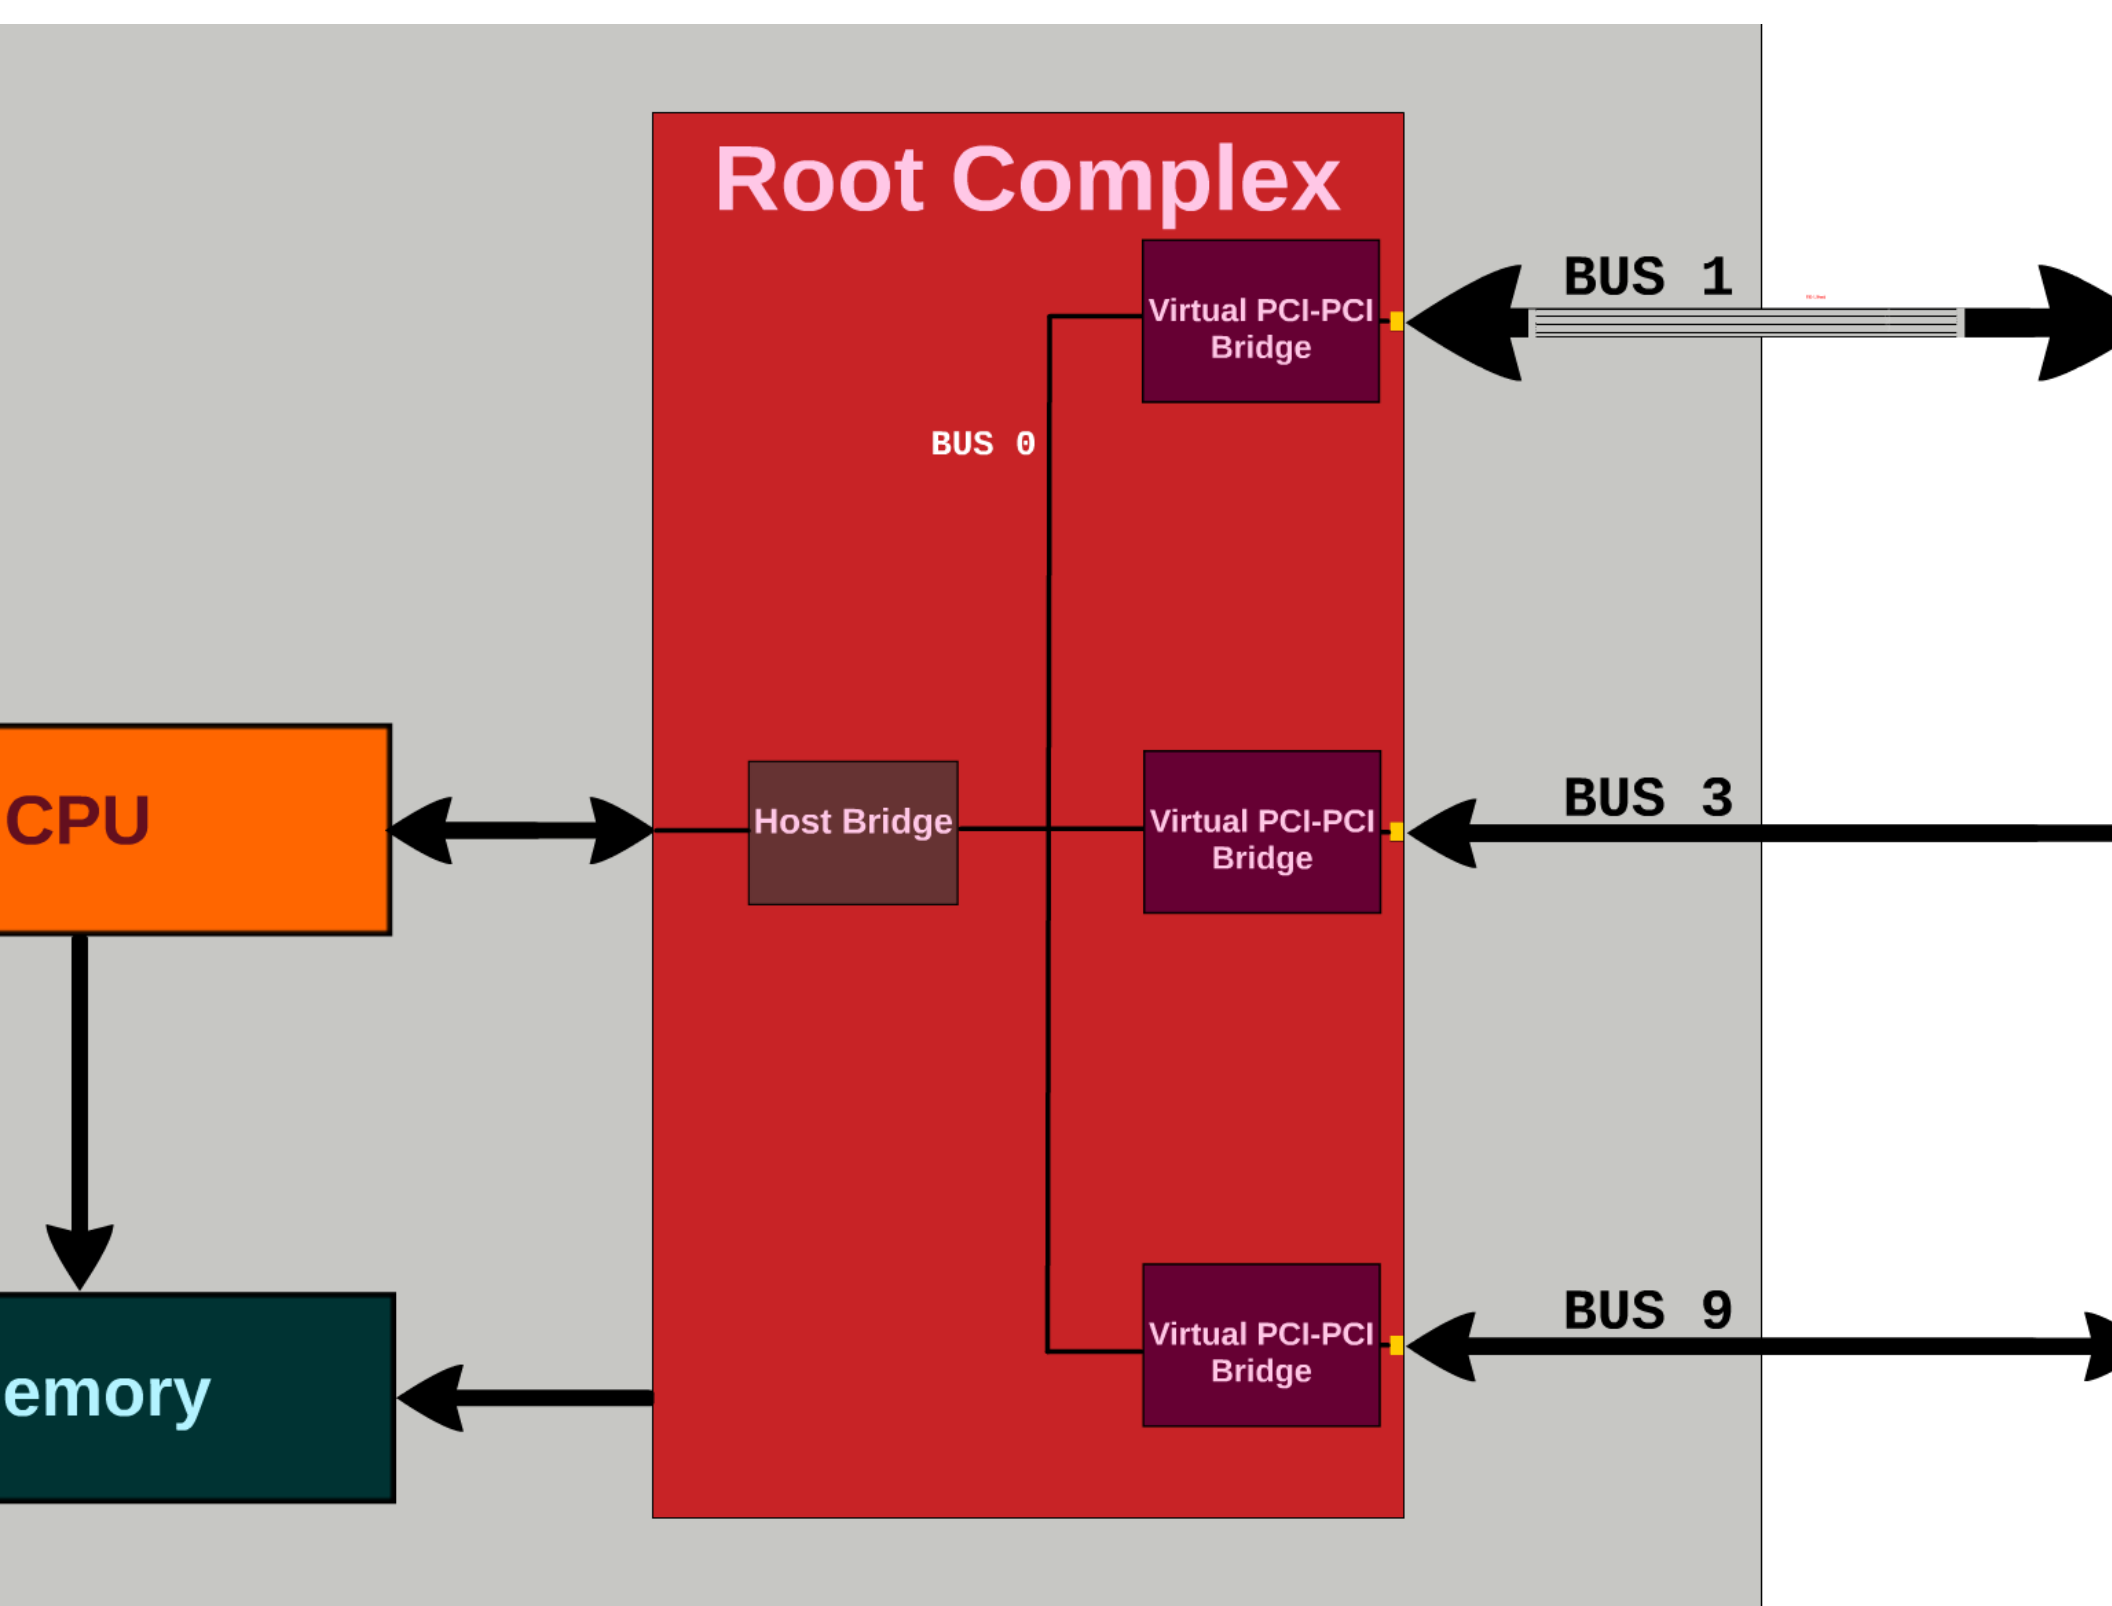 Root Complex
Virtual PCI-PCI
Bridge
BUS 1
BUS 0
CPU
Host Bridge
Virtual PCI-PCI
Bridge
BUS 3
Virtual PCI-PCI
Bridge
BUS 9
emory